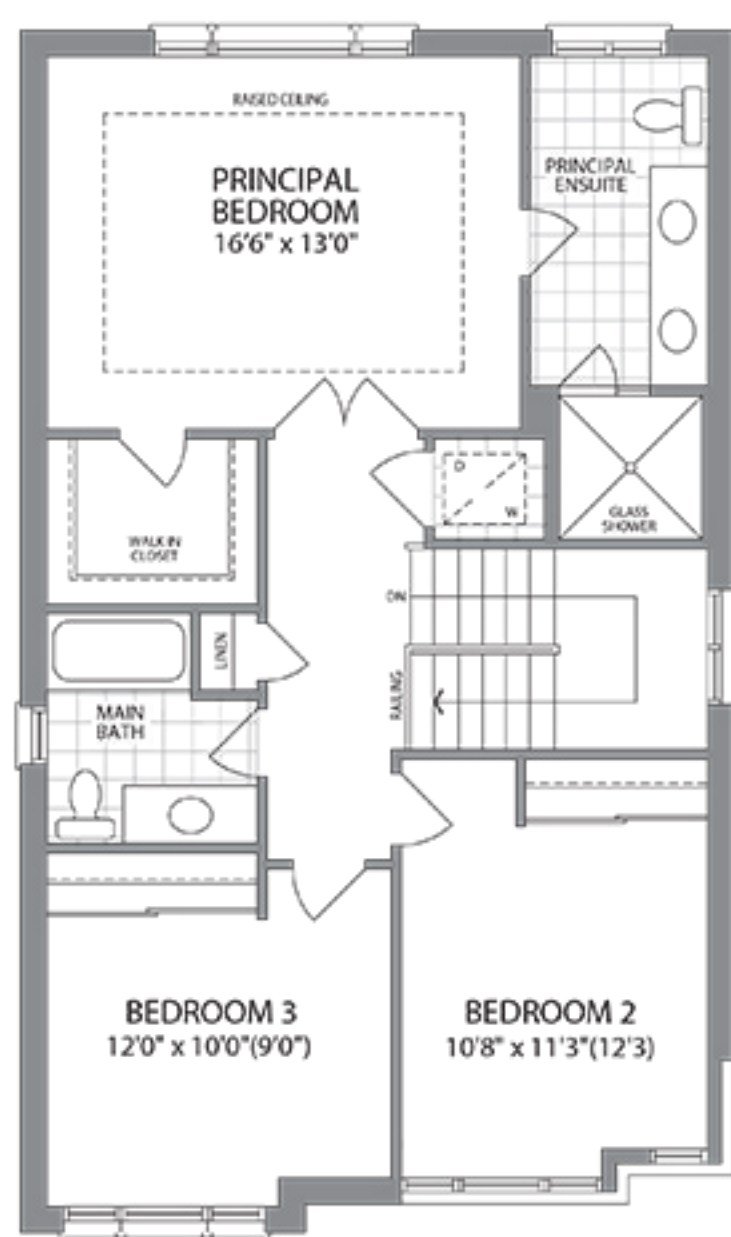 RAISED CEILING
PRINCIPAL
BEDROOM
16'6" x 13'0"
PRINCIPAL
ENSUITE
D
W
GLASS
SHOWER
WALK IN
CLOSET
DN
LINEN
RAILING
MAIN
BATH
BEDROOM 3
12'0" x 10'0"(9'0")
BEDROOM 2
10'8" x 11'3"(12'3)